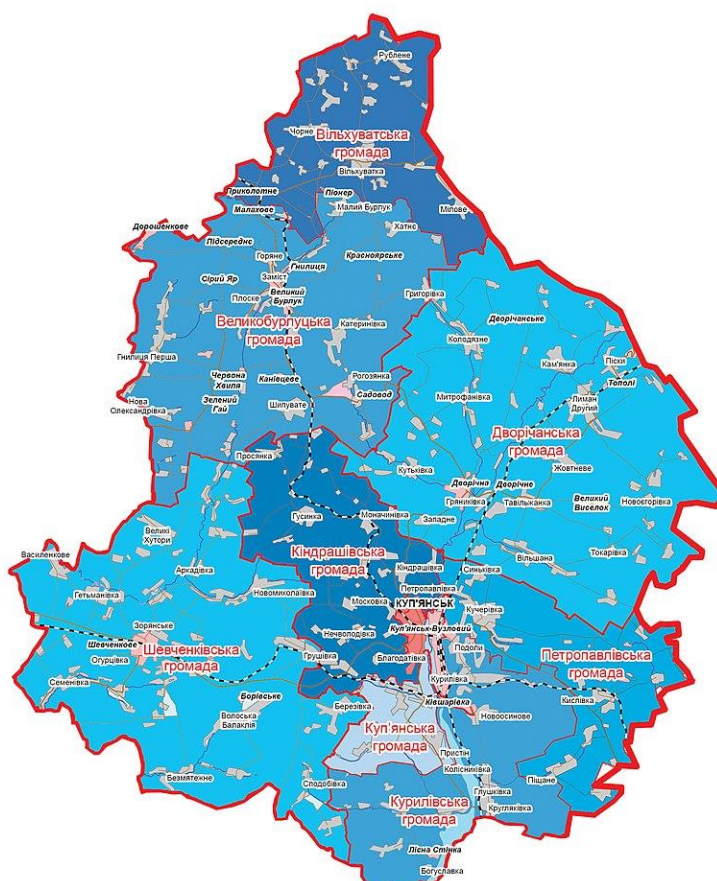 Рублене
Чорне
Вільхуватська
громада
Вільхуватка
Приколотне
Піонер
Малахове
Малий Бурлук
Мілове
Дорошенкове
Хатнє
Підсереднє
Горяне
Гнилиця
Красноярське
Сірий Яр
Заміст
Плоске
Великий
Бурлук
Григорівка
Дворічанське
Великобурлуцька
громада
Катеринівка
Колодязне
Гнилиця Перша
Кам'янка
Піски
Червона
Хвиля
Канівцеве
Рогозянка
Тополі
Нова
Олександрівка
Зелений
Гай
Шипувате
Садовод
Митрофанівка
Лиман
Другий
Дворічанська
громада
Просянка
Кутьківка
Жовтневе
Дворічна
Дворічне
Гряниківка
Тавільжанка
Великий
Виселок
Новоєгорівка
Великі
Хутори
Гусинка
Моначинівка
Западне
Василенкове
Кіндрашівська
громада
Вільшана
Токарівка
Аркадівка
Кіндрашівка
Синьківка
Гетьманівка
Новомиколаївка
Петропавлівка
Московка
КУП'ЯНСЬК
Кучерівка
Зорянське
Нечволодівка
Куп'янськ-Вузловий
Шевченкове
Шевченківська
громада
Огурцівка
Грушівка
Благодатівка
Подоли
Петропавлівська
громада
Семенівка
Борівське
Курилівка
Ківшарівка
Кислівка
Березівка
Новоосинове
Волоська
Балаклія
Куп'янська
громада
Пристін
Колісниківка
Безмятежне
Сподобівка
Піщане
Глушківка
Курилівська
громада
Кругляківка
Лісна Стінка
Богуславка